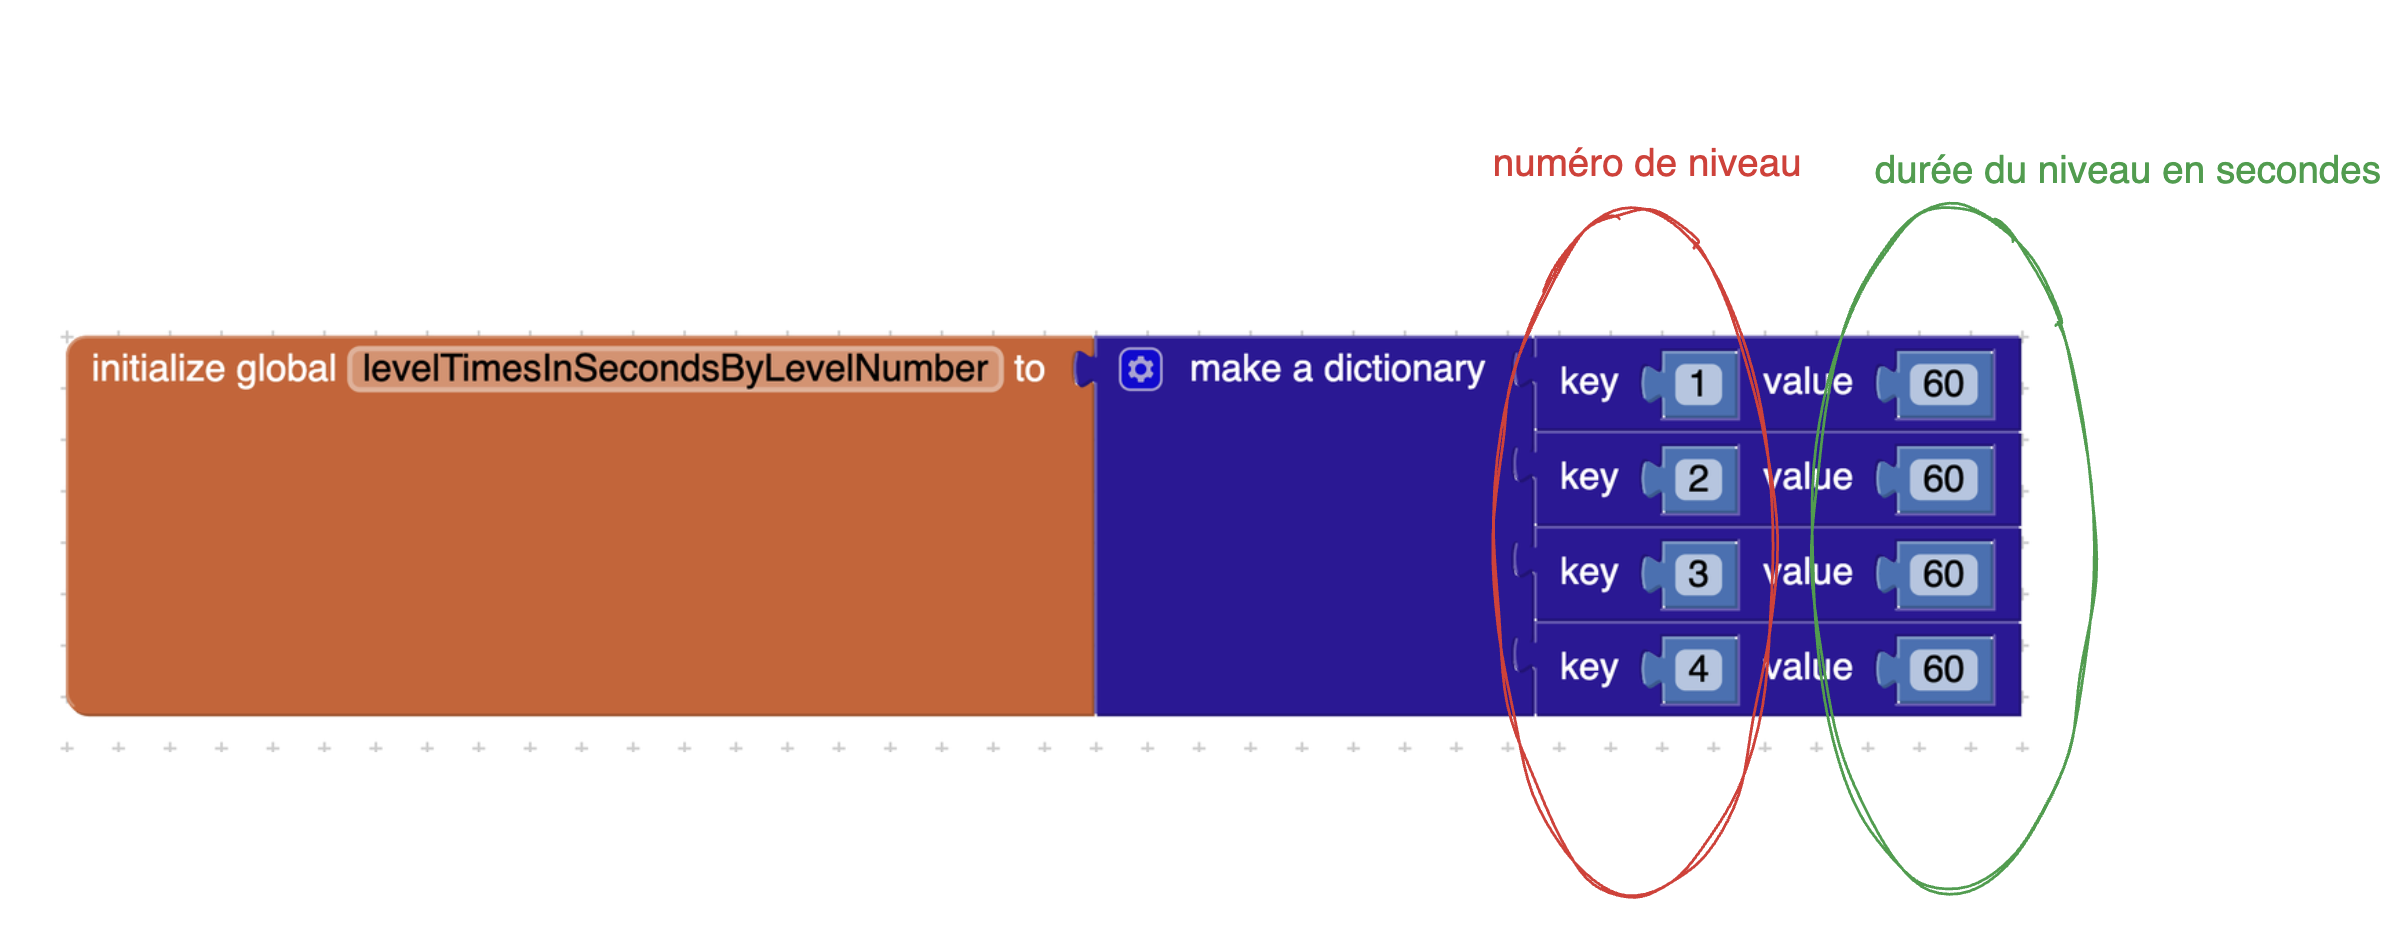 numéro de niveau
durée du niveau en secondes
initialize global levelTimesInSecondsByLevelNumber to make a dictionary key 1 value 60
key 2 value 60
key 3 value 60
key 4 value 60